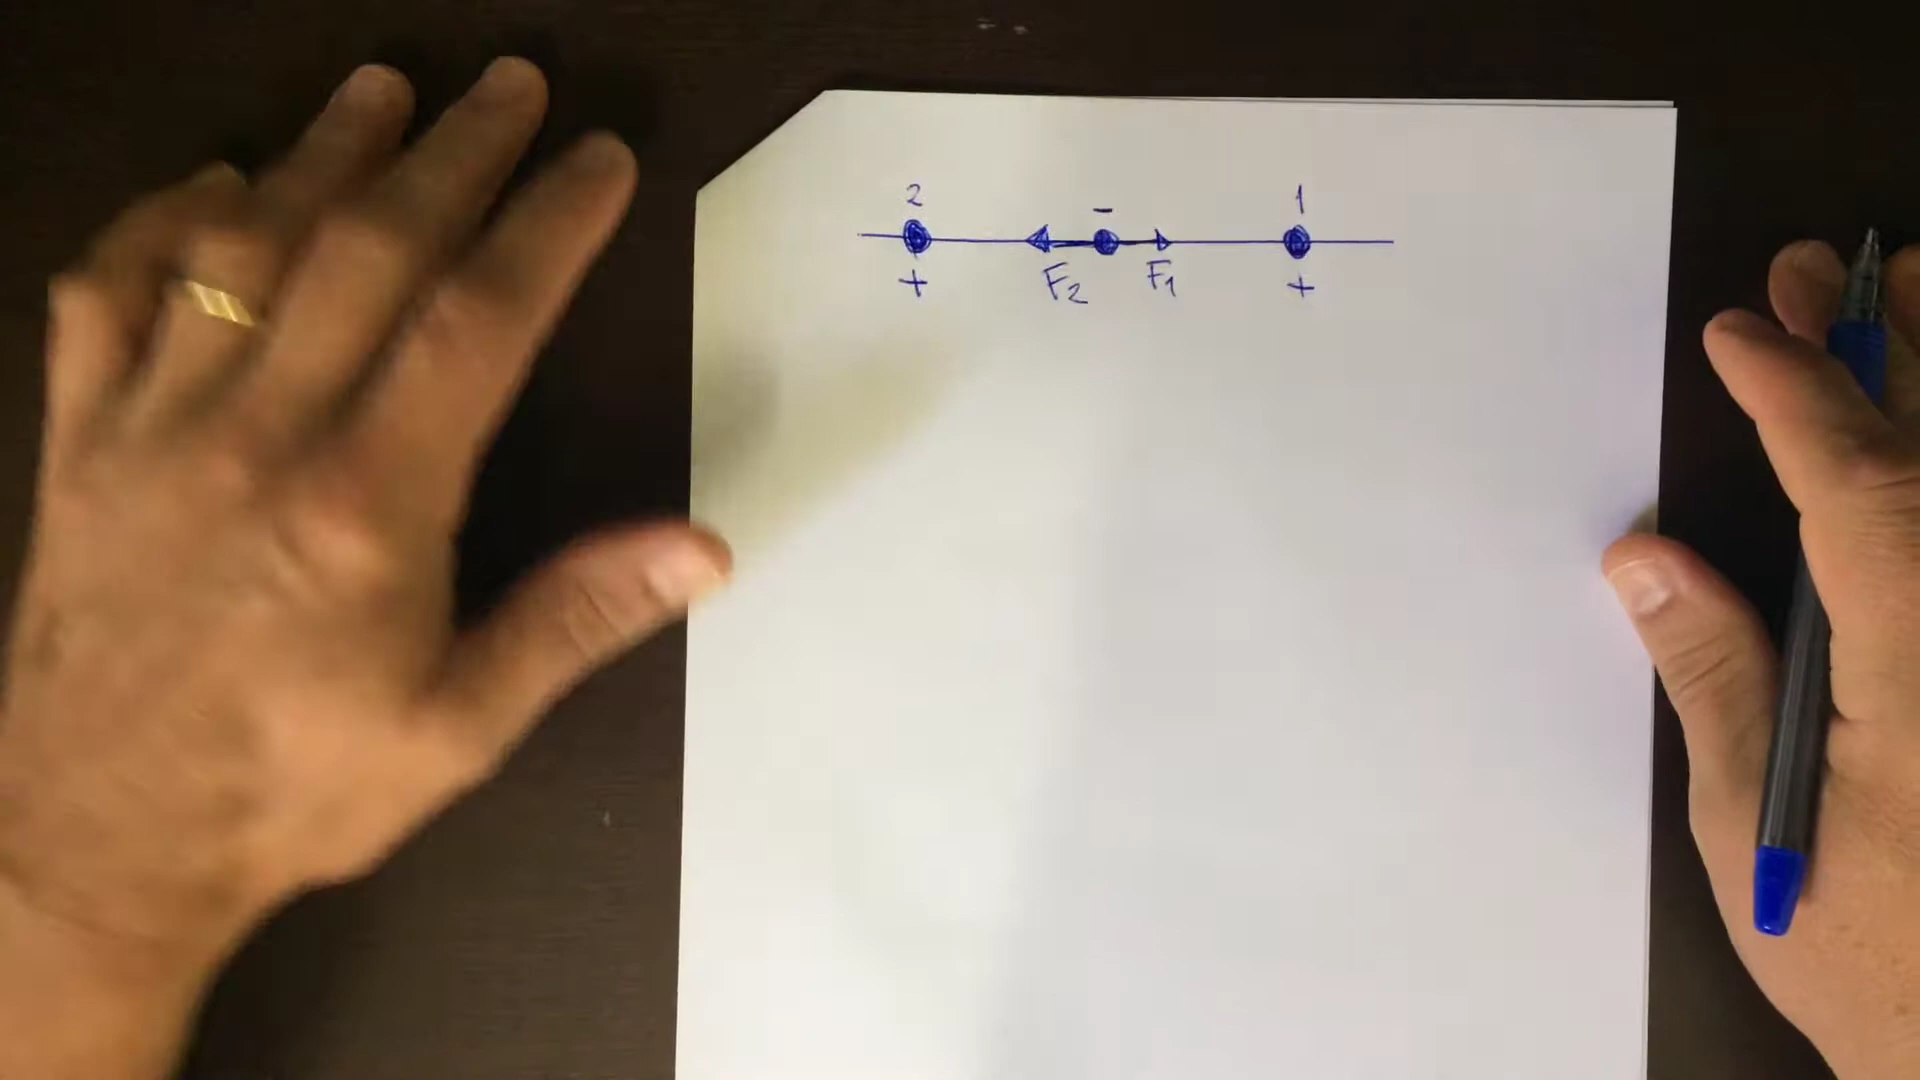 2 - 1
+ F₂ F₁ +